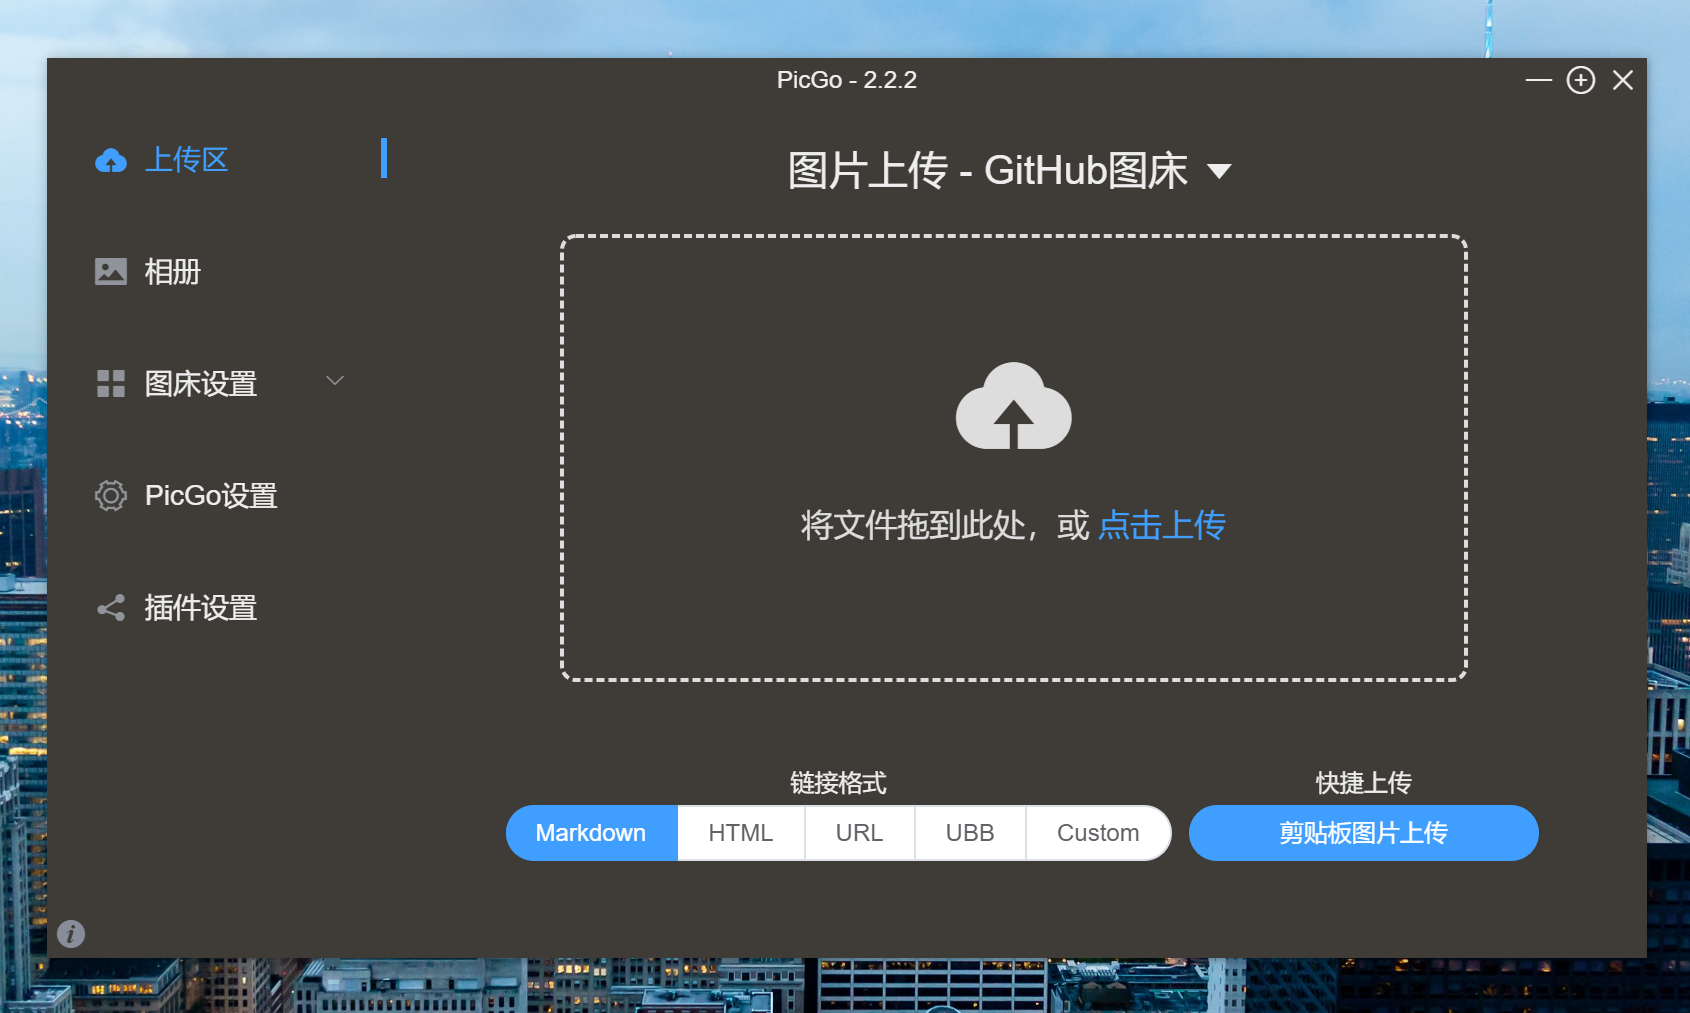 PicGo - 2.2.2
上传区
相册
图床设置
PicGo设置
插件设置
图片上传 - GitHub图床
将文件拖到此处，或 点击上传
链接格式
Markdown
HTML
URL
UBB
Custom
快捷上传
剪贴板图片上传